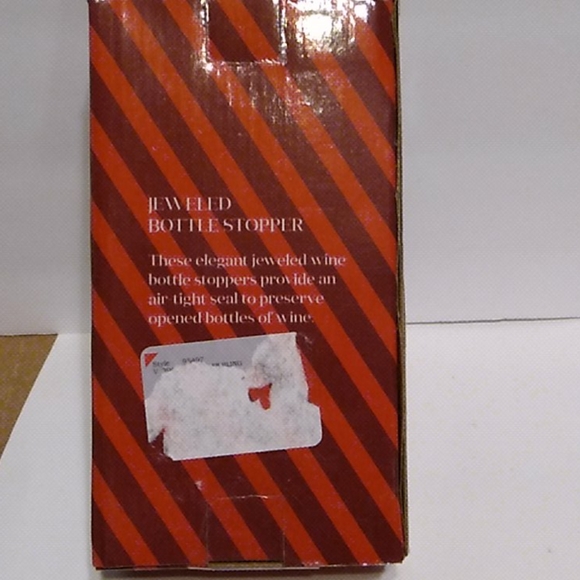 JEWELED
BOTTLE STOPPER
These elegant jeweled wine
bottle stoppers provide an
air-tight seal to preserve
opened bottles of wine.